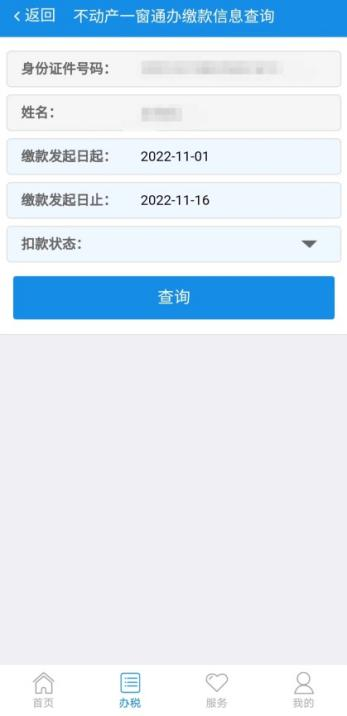 返回 不动产一窗通办缴款信息查询
身份证件号码：
姓名：
缴款发起日起： 2022-11-01
缴款发起日止： 2022-11-16
扣款状态：
查询
首页 办税 服务 我的